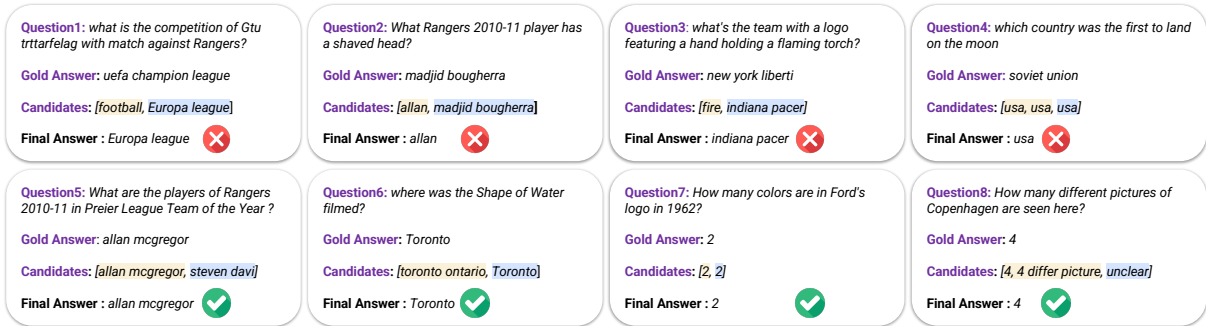 Question1: what is the competition of Gtu
trttarfelag with match against Rangers?
Gold Answer: uefa champion league
Candidates: [football, Europa league]
Final Answer : Europa league
Question2: What Rangers 2010-11 player has
a shaved head?
Gold Answer: madjid bougherra
Candidates: [allan, madjid bougherra]
Final Answer : allan
Question3: what's the team with a logo
featuring a hand holding a flaming torch?
Gold Answer: new york liberti
Candidates: [fire, indiana pacer]
Final Answer : indiana pacer
Question4: which country was the first to land
on the moon
Gold Answer: soviet union
Candidates: [usa, usa, usa]
Final Answer : usa
Question5: What are the players of Rangers
2010-11 in Preier League Team of the Year ?
Gold Answer: allan mcgregor
Candidates: [allan mcgregor, steven davi]
Final Answer : allan mcgregor
Question6: where was the Shape of Water
filmed?
Gold Answer: Toronto
Candidates: [toronto ontario, Toronto]
Final Answer : Toronto
Question7: How many colors are in Ford's
logo in 1962?
Gold Answer: 2
Candidates: [2, 2]
Final Answer : 2
Question8: How many different pictures of
Copenhagen are seen here?
Gold Answer: 4
Candidates: [4, 4 differ picture, unclear]
Final Answer : 4